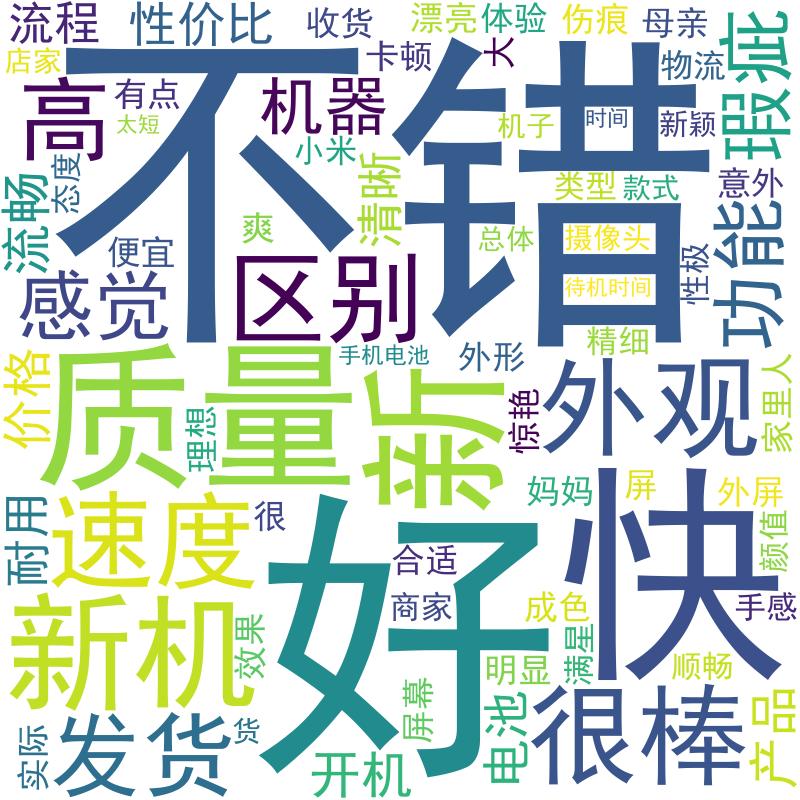 流程
性价比
收货
漂亮
体验
伤痕
母亲
瑕疵
店家
不错
卡顿
大
物流
高
有点
机器
太短
机子
时间
新颖
小米
清晰
态度
类型
款式
意外
流畅
爽
总体
摄像头
功能
便宜
感觉
区别
待机时间
性极
精细
手机电池
外形
价格
质量
新
外观
家里人
理想
惊艳
耐用
速度
很
好
快
妈妈
屏
外屏
颜值
合适
新机
商家
成色
手感
效果
满星
明显
顺畅
屏幕
电池
很棒
产品
实际
发货
货
开机